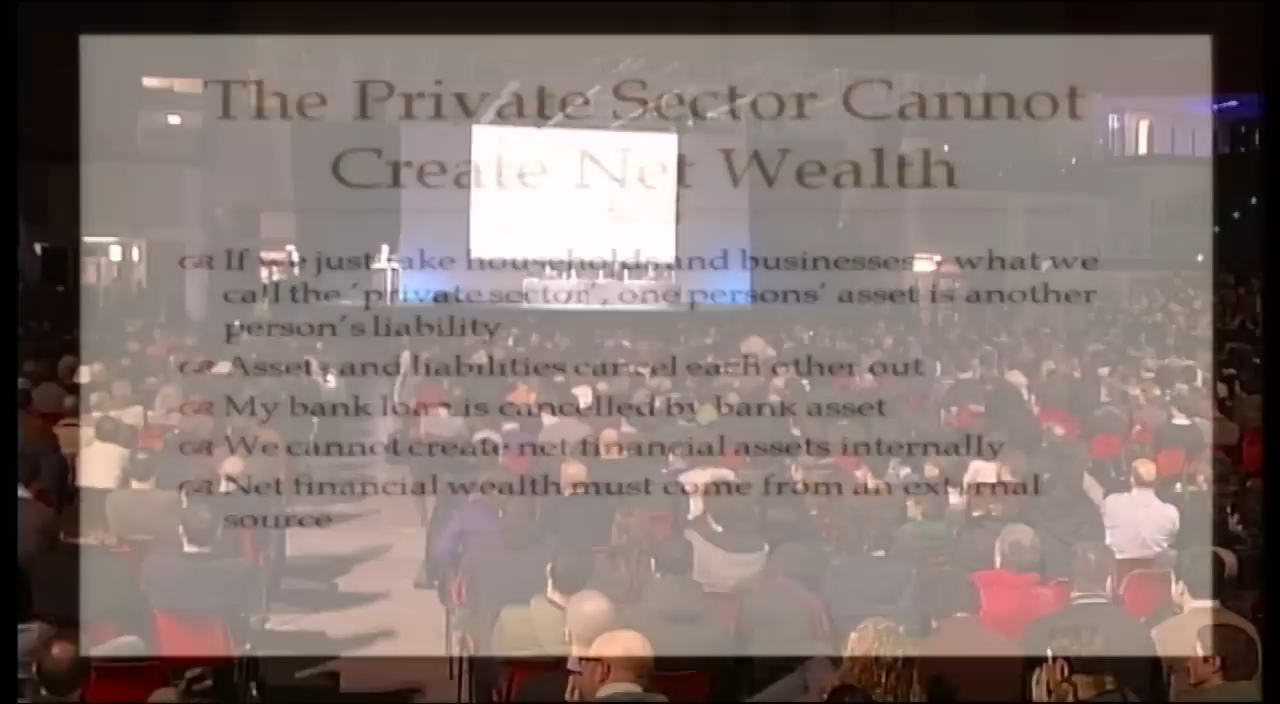 The Private Sector Cannot
Create Net Wealth
If we just take households and businesses, what we
call the 'private sector', one persons' asset is another
person's liability
Assets and liabilities cancel each other out
My bank loan is cancelled by bank asset
We cannot create net financial assets internally
Net financial wealth must come from an external
source